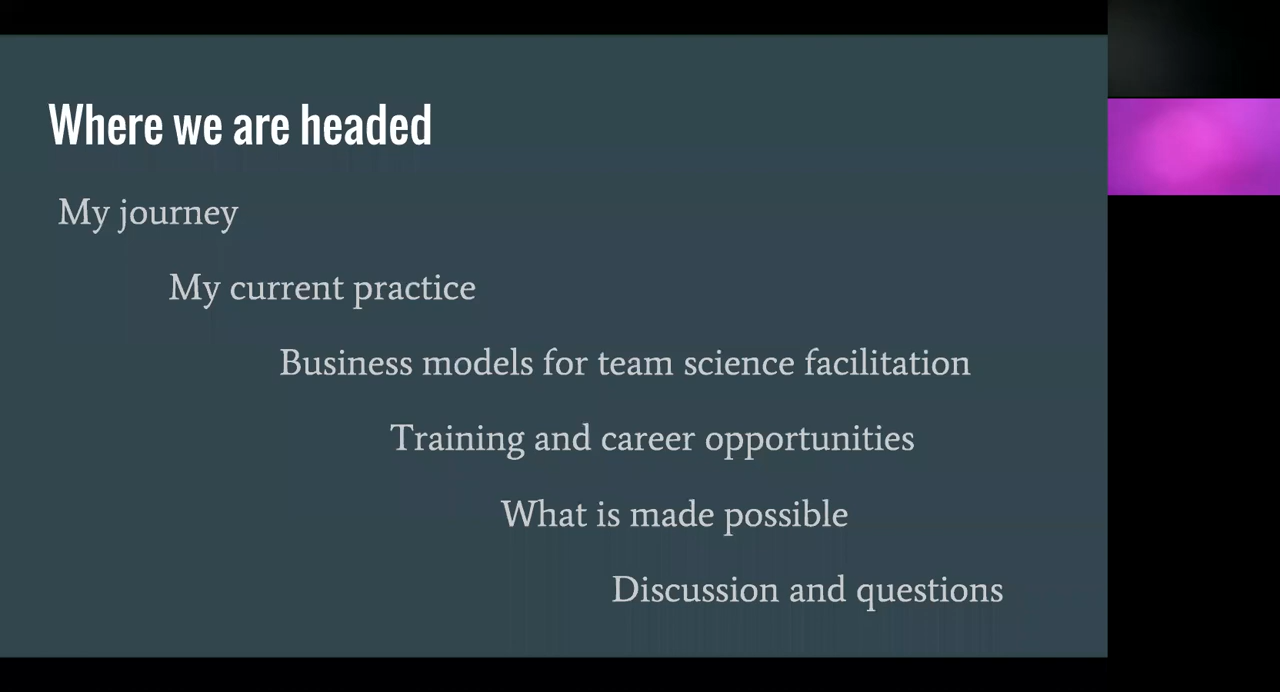 Where we are headed
My journey
My current practice
Business models for team science facilitation
Training and career opportunities
What is made possible
Discussion and questions